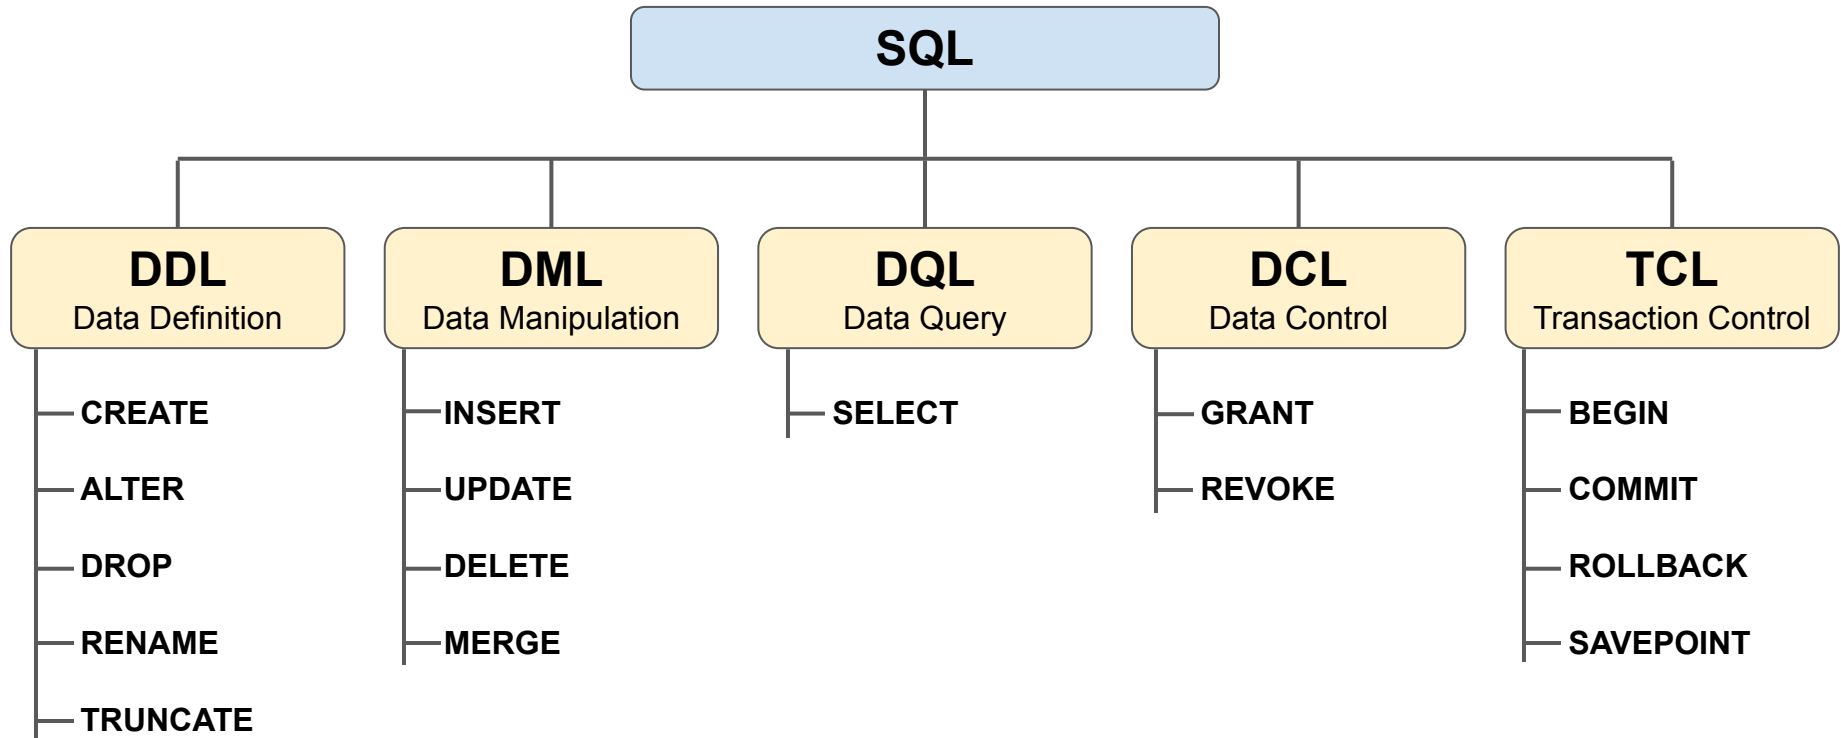 SQL
DDL
Data Definition
CREATE
ALTER
DROP
RENAME
TRUNCATE
DML
Data Manipulation
INSERT
UPDATE
DELETE
MERGE
DQL
Data Query
SELECT
DCL
Data Control
GRANT
REVOKE
TCL
Transaction Control
BEGIN
COMMIT
ROLLBACK
SAVEPOINT